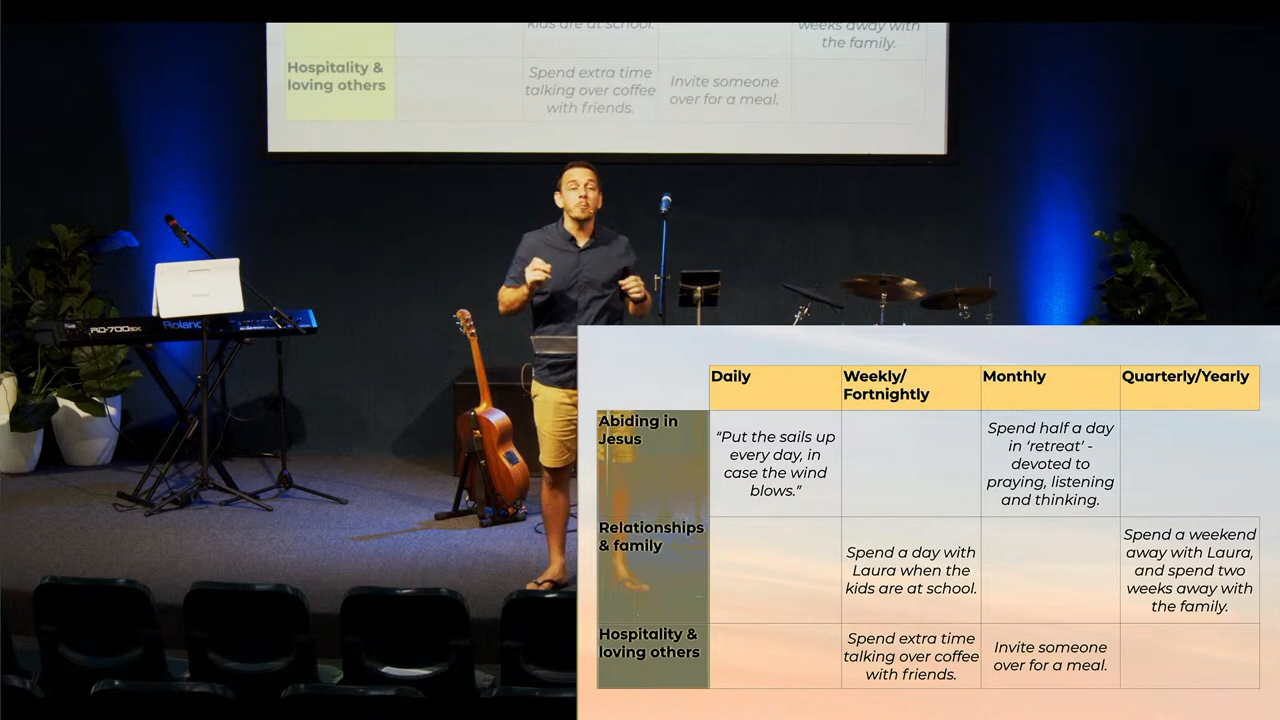 kids are at school.
weeks away with
the family.
Hospitality &
loving others
Spend extra time
talking over coffee
with friends.
Invite someone
over for a meal.
RD-700SX
Roland
Daily
Weekly/
Fortnightly
Monthly
Quarterly/Yearly
Abiding in
Jesus
“Put the sails up
every day, in
case the wind
blows.”
Spend half a day
in ‘retreat’ -
devoted to
praying, listening
and thinking.
Relationships
& family
Spend a day with
Laura when the
kids are at school.
Spend a weekend
away with Laura,
and spend two
weeks away with
the family.
Hospitality &
loving others
Spend extra time
talking over coffee
with friends.
Invite someone
over for a meal.